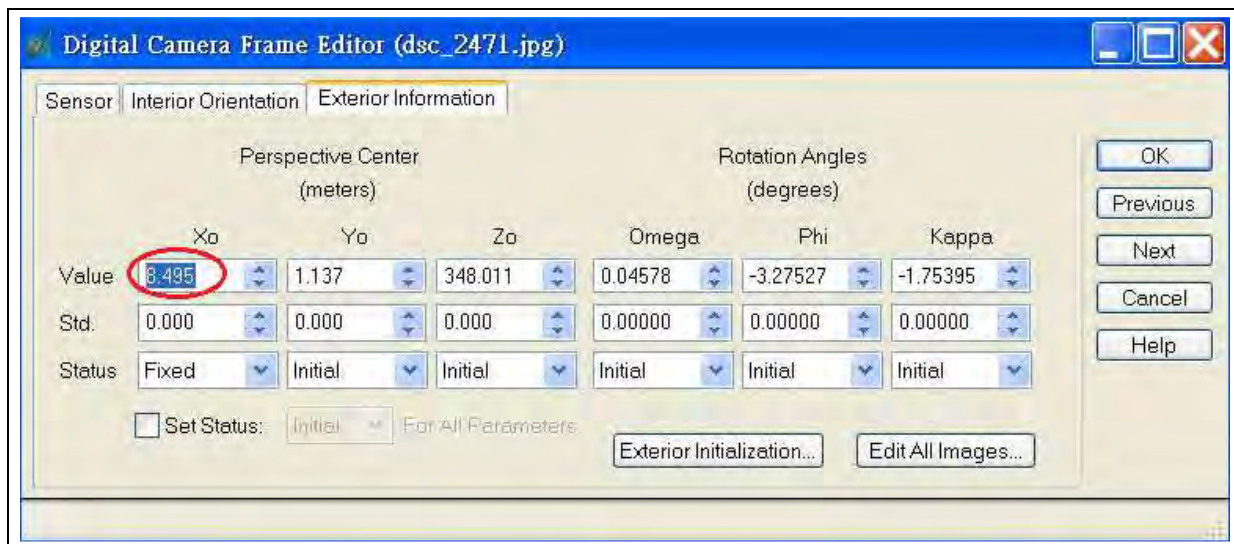 Digital Camera Frame Editor (dsc_2471.jpg)
Sensor Interior Orientation Exterior Information
Perspective Center Rotation Angles
(meters) (degrees)
Xo Yo Zo Omega Phi Kappa
Value 8.495 1.137 348.011 0.04578 -3.27527 -1.75395
Std. 0.000 0.000 0.000 0.00000 0.00000 0.00000
Status Fixed Initial Initial Initial Initial Initial
Set Status: Initial For All Parameters
Exterior Initialization... Edit All Images...
OK
Previous
Next
Cancel
Help